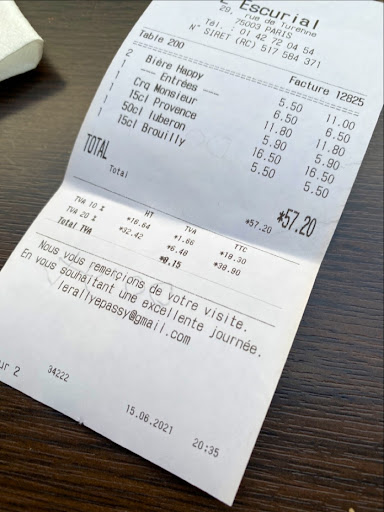 L'Escurial
29, rue de Turenne
75003 PARIS
Tél. : 01 42 72 04 54
N° SIRET (RC) 517 584 371
Table 200 Facture 12825
2 Bière Happy 5.50 11.00
---- Entrées ----
1 Crq Monsieur 6.50 6.50
1 15cl Provence 11.80 11.80
1 50cl luberon 5.90 5.90
1 15cl Brouilly 16.50 16.50
5.50 5.50
TOTAL *57.20
Total *57.20
HT TVA TTC
TVA 10 % *16.64 *1.66 *18.30
TVA 20 % *32.42 *6.48 *38.90
Total TVA *8.15
Nous vous remerçions de votre visite.
En vous souhaitant une excellente journée.
lerallyepassy@gmail.com
ur 2 34222 15.06.2021 20:35